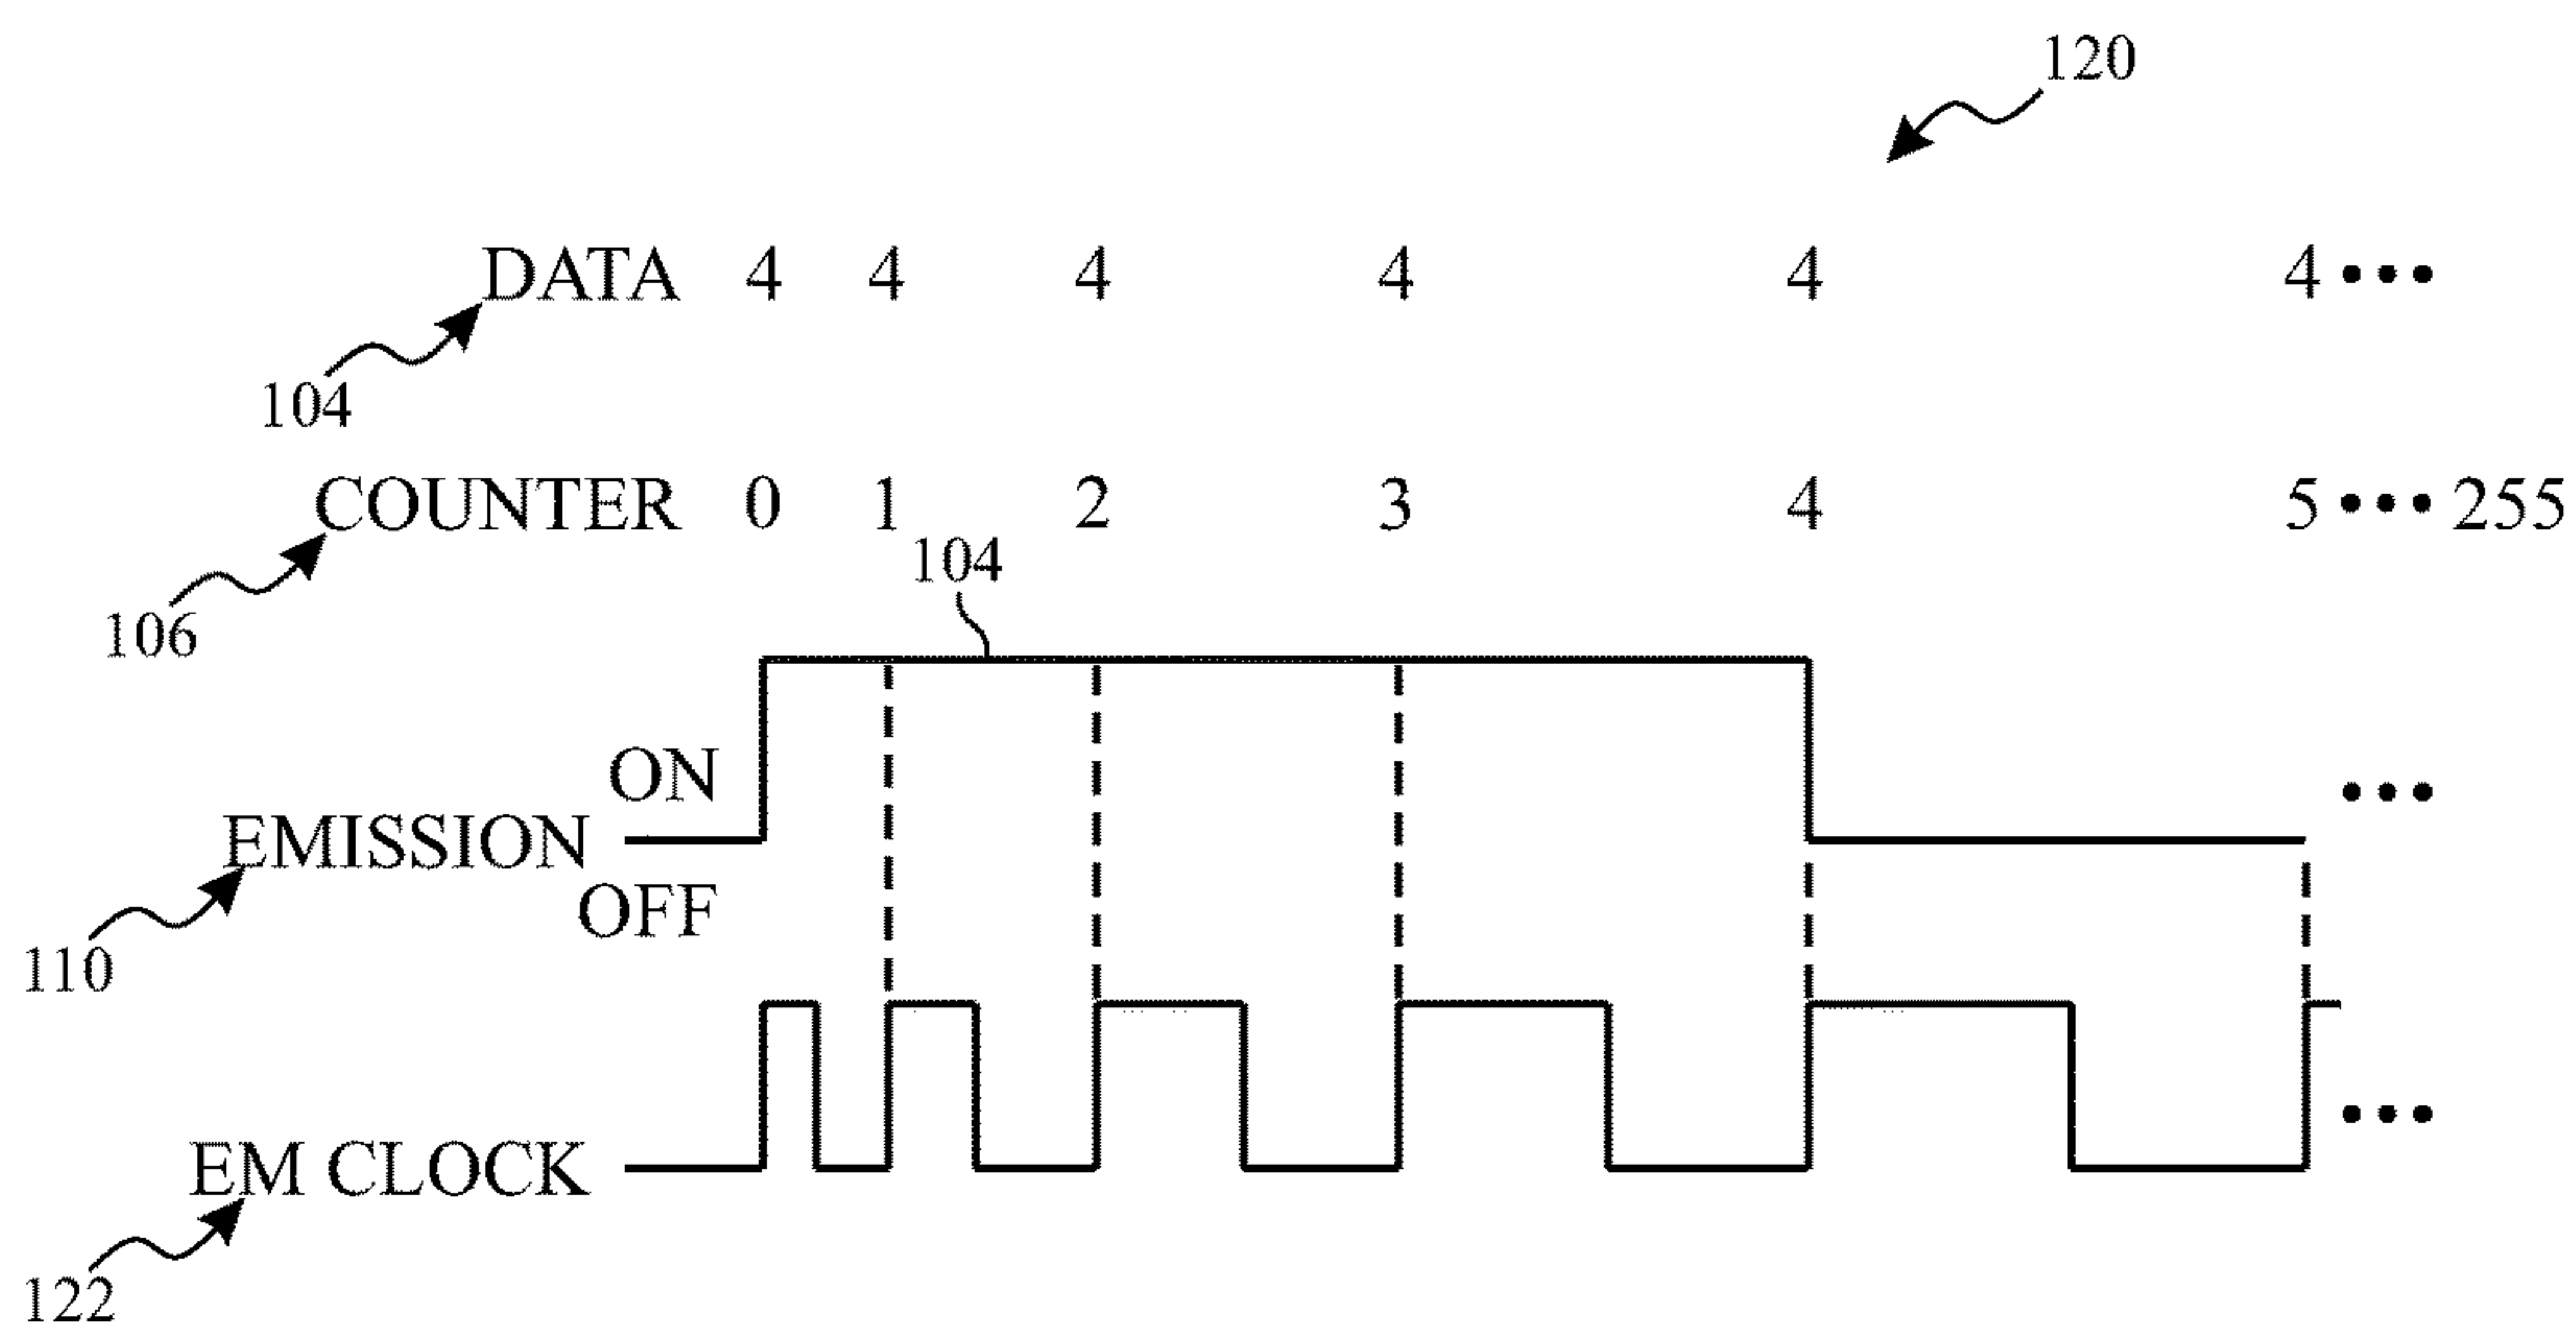 120
DATA 4 4 4 4 4 4 •••
104
COUNTER 0 1 2 3 4 5 ••• 255
104
106
ON
EMISSION •••
OFF
110
EM CLOCK •••
122